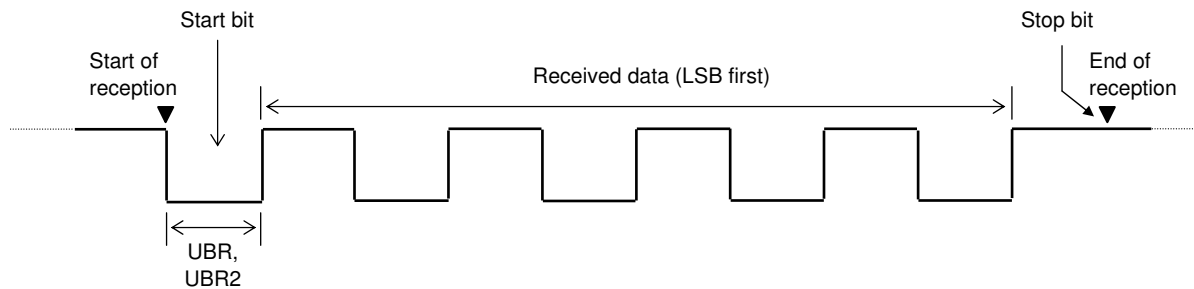 Start bit
Stop bit
Start of
reception
Received data (LSB first)
End of
reception
UBR,
UBR2